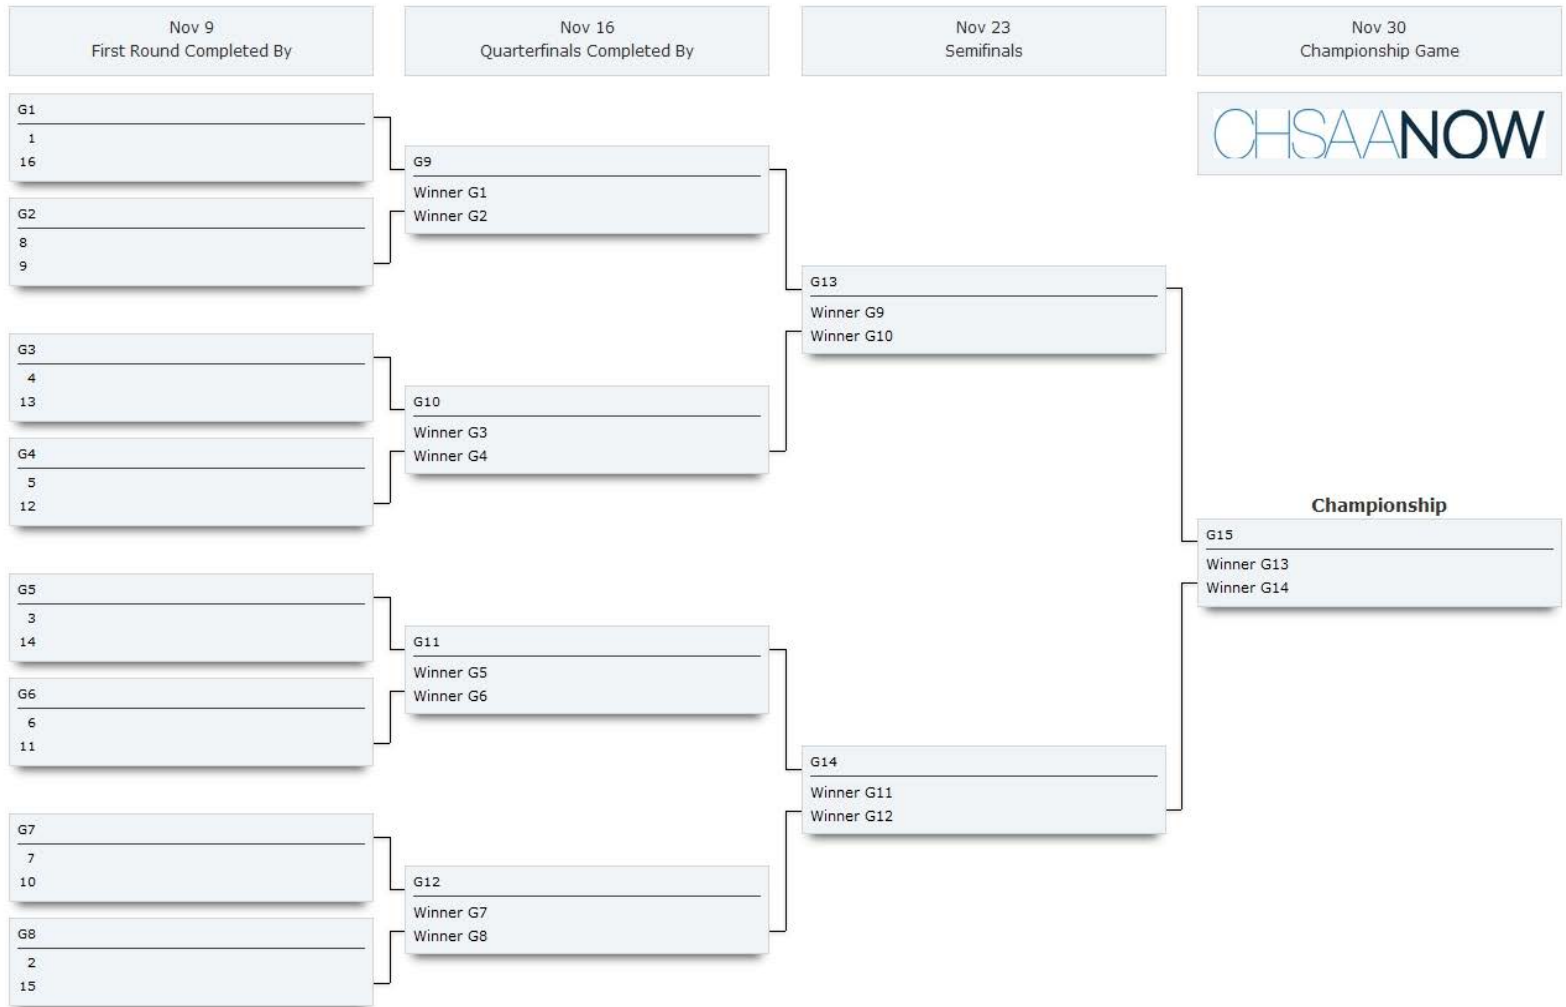 Nov 9
First Round Completed By
Nov 16
Quarterfinals Completed By
Nov 23
Semifinals
Nov 30
Championship Game
CHSAANOW
G1
1
16
G2
8
9
G3
4
13
G4
5
12
G5
3
14
G6
6
11
G7
7
10
G8
2
15
G9
Winner G1
Winner G2
G10
Winner G3
Winner G4
G11
Winner G5
Winner G6
G12
Winner G7
Winner G8
G13
Winner G9
Winner G10
G14
Winner G11
Winner G12
Championship
G15
Winner G13
Winner G14